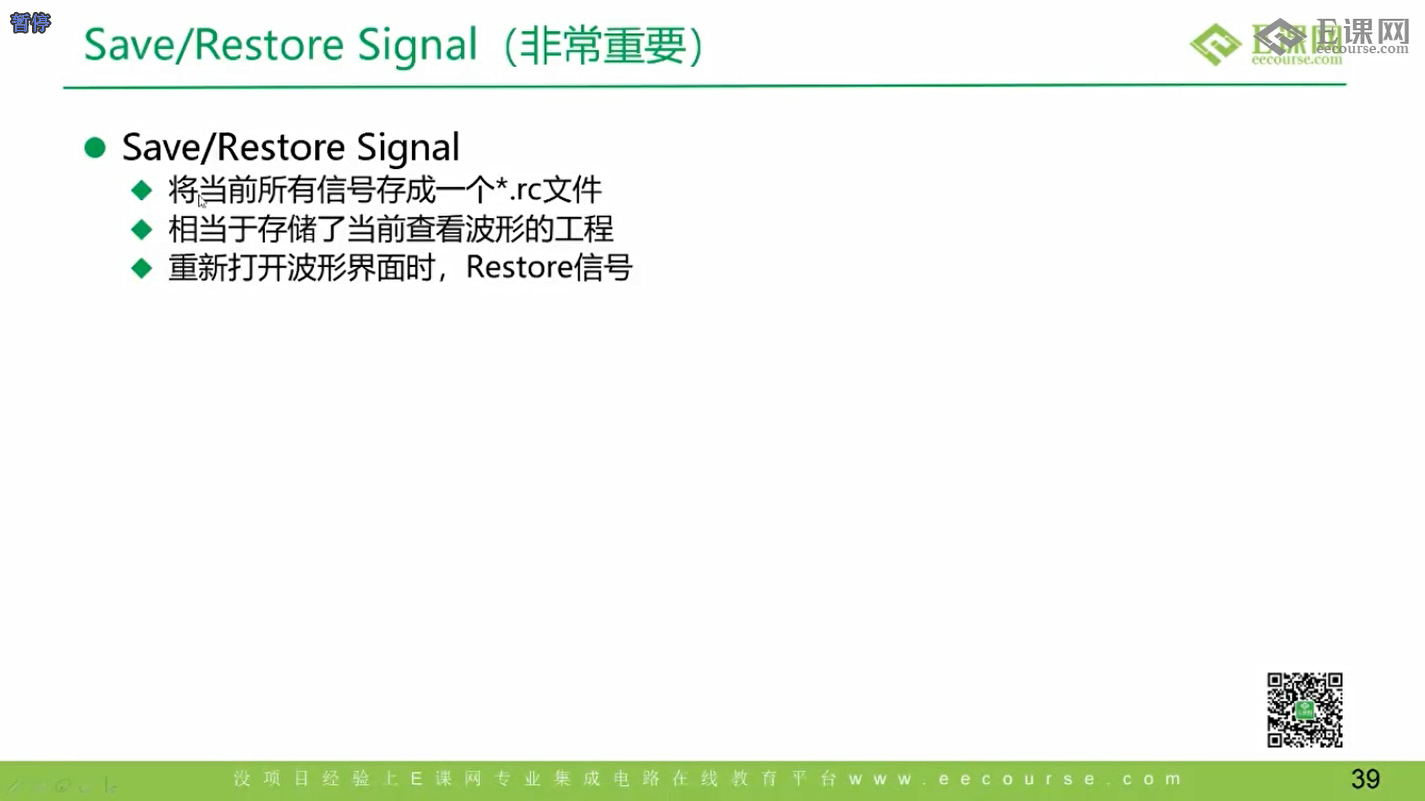 暂停
Save/Restore Signal（非常重要）
E课网
eecourse.com
eecourse.com
Save/Restore Signal
将当前所有信号存成一个*.rc文件
相当于存储了当前查看波形的工程
重新打开波形界面时，Restore信号
没项目经验上E课网专业集成电路在线教育平台www.eecourse.com
39